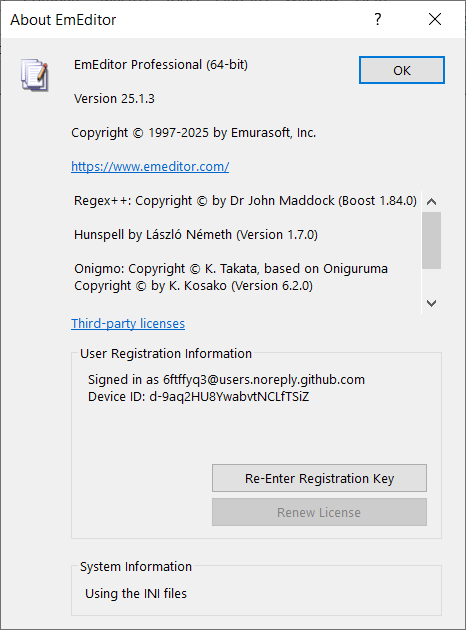 About EmEditor
?
EmEditor Professional (64-bit)
OK
Version 25.1.3
Copyright © 1997-2025 by Emurasoft, Inc.
https://www.emeditor.com/
Regex++: Copyright © by Dr John Maddock (Boost 1.84.0)
Hunspell by László Németh (Version 1.7.0)
Onigmo: Copyright © K. Takata, based on Oniguruma
Copyright © by K. Kosako (Version 6.2.0)
Third-party licenses
User Registration Information
Signed in as 6ftffyq3@users.noreply.github.com
Device ID: d-9aq2HU8YwabvtNCLfTSiZ
Re-Enter Registration Key
Renew License
System Information
Using the INI files